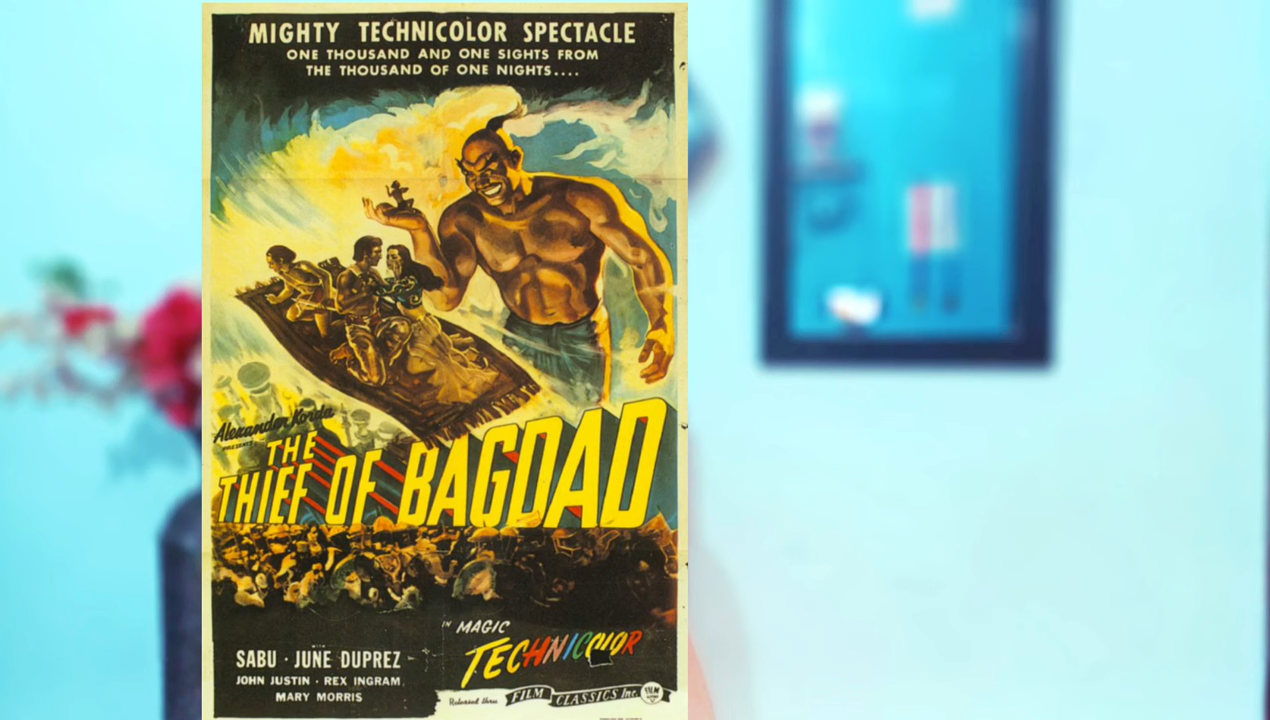 MIGHTY TECHNICOLOR SPECTACLE
ONE THOUSAND AND ONE SIGHTS FROM
THE THOUSAND OF ONE NIGHTS....
Alexander Korda
PRESENTS
THE
THIEF OF BAGDAD
IN MAGIC
TECHNICOLOR
WITH
SABU · JUNE DUPREZ
JOHN JUSTIN · REX INGRAM
MARY MORRIS
Released thru FILM CLASSICS Inc.